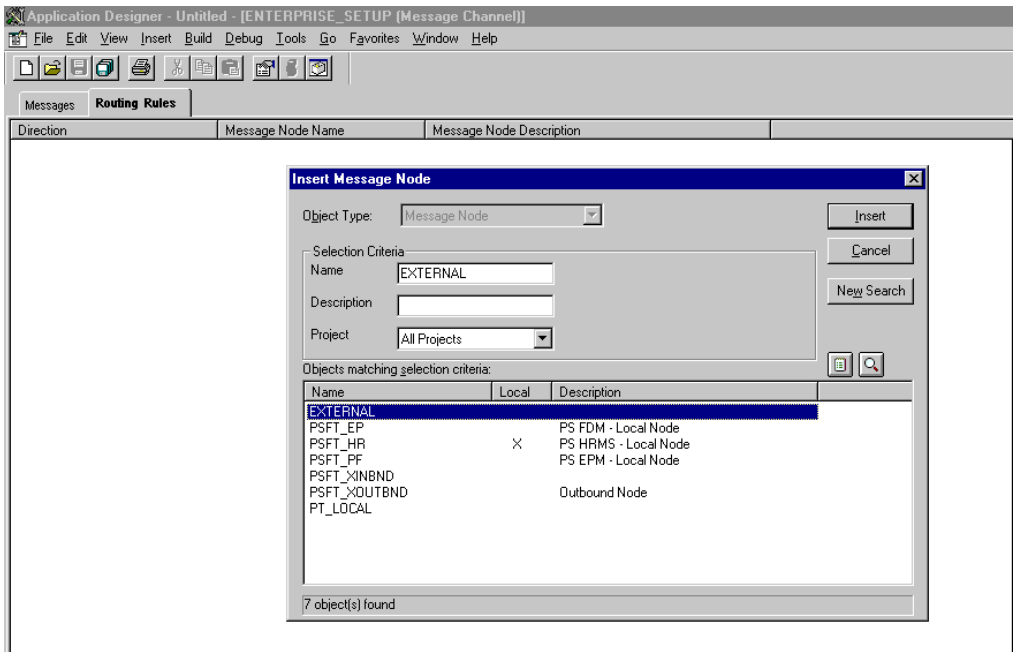 Application Designer - Untitled - [ENTERPRISE_SETUP (Message Channel)]
File Edit View Insert Build Debug Tools Go Favorites Window Help
Messages Routing Rules
Direction Message Node Name Message Node Description
Insert Message Node
Object Type: Message Node Insert
Selection Criteria Cancel
Name EXTERNAL
New Search
Description
Project All Projects
Objects matching selection criteria:
Name Local Description
EXTERNAL
PSFT_EP PS FDM - Local Node
PSFT_HR X PS HRMS - Local Node
PSFT_PF PS EPM - Local Node
PSFT_XINBND
PSFT_XOUTBND Outbound Node
PT_LOCAL
7 object(s) found